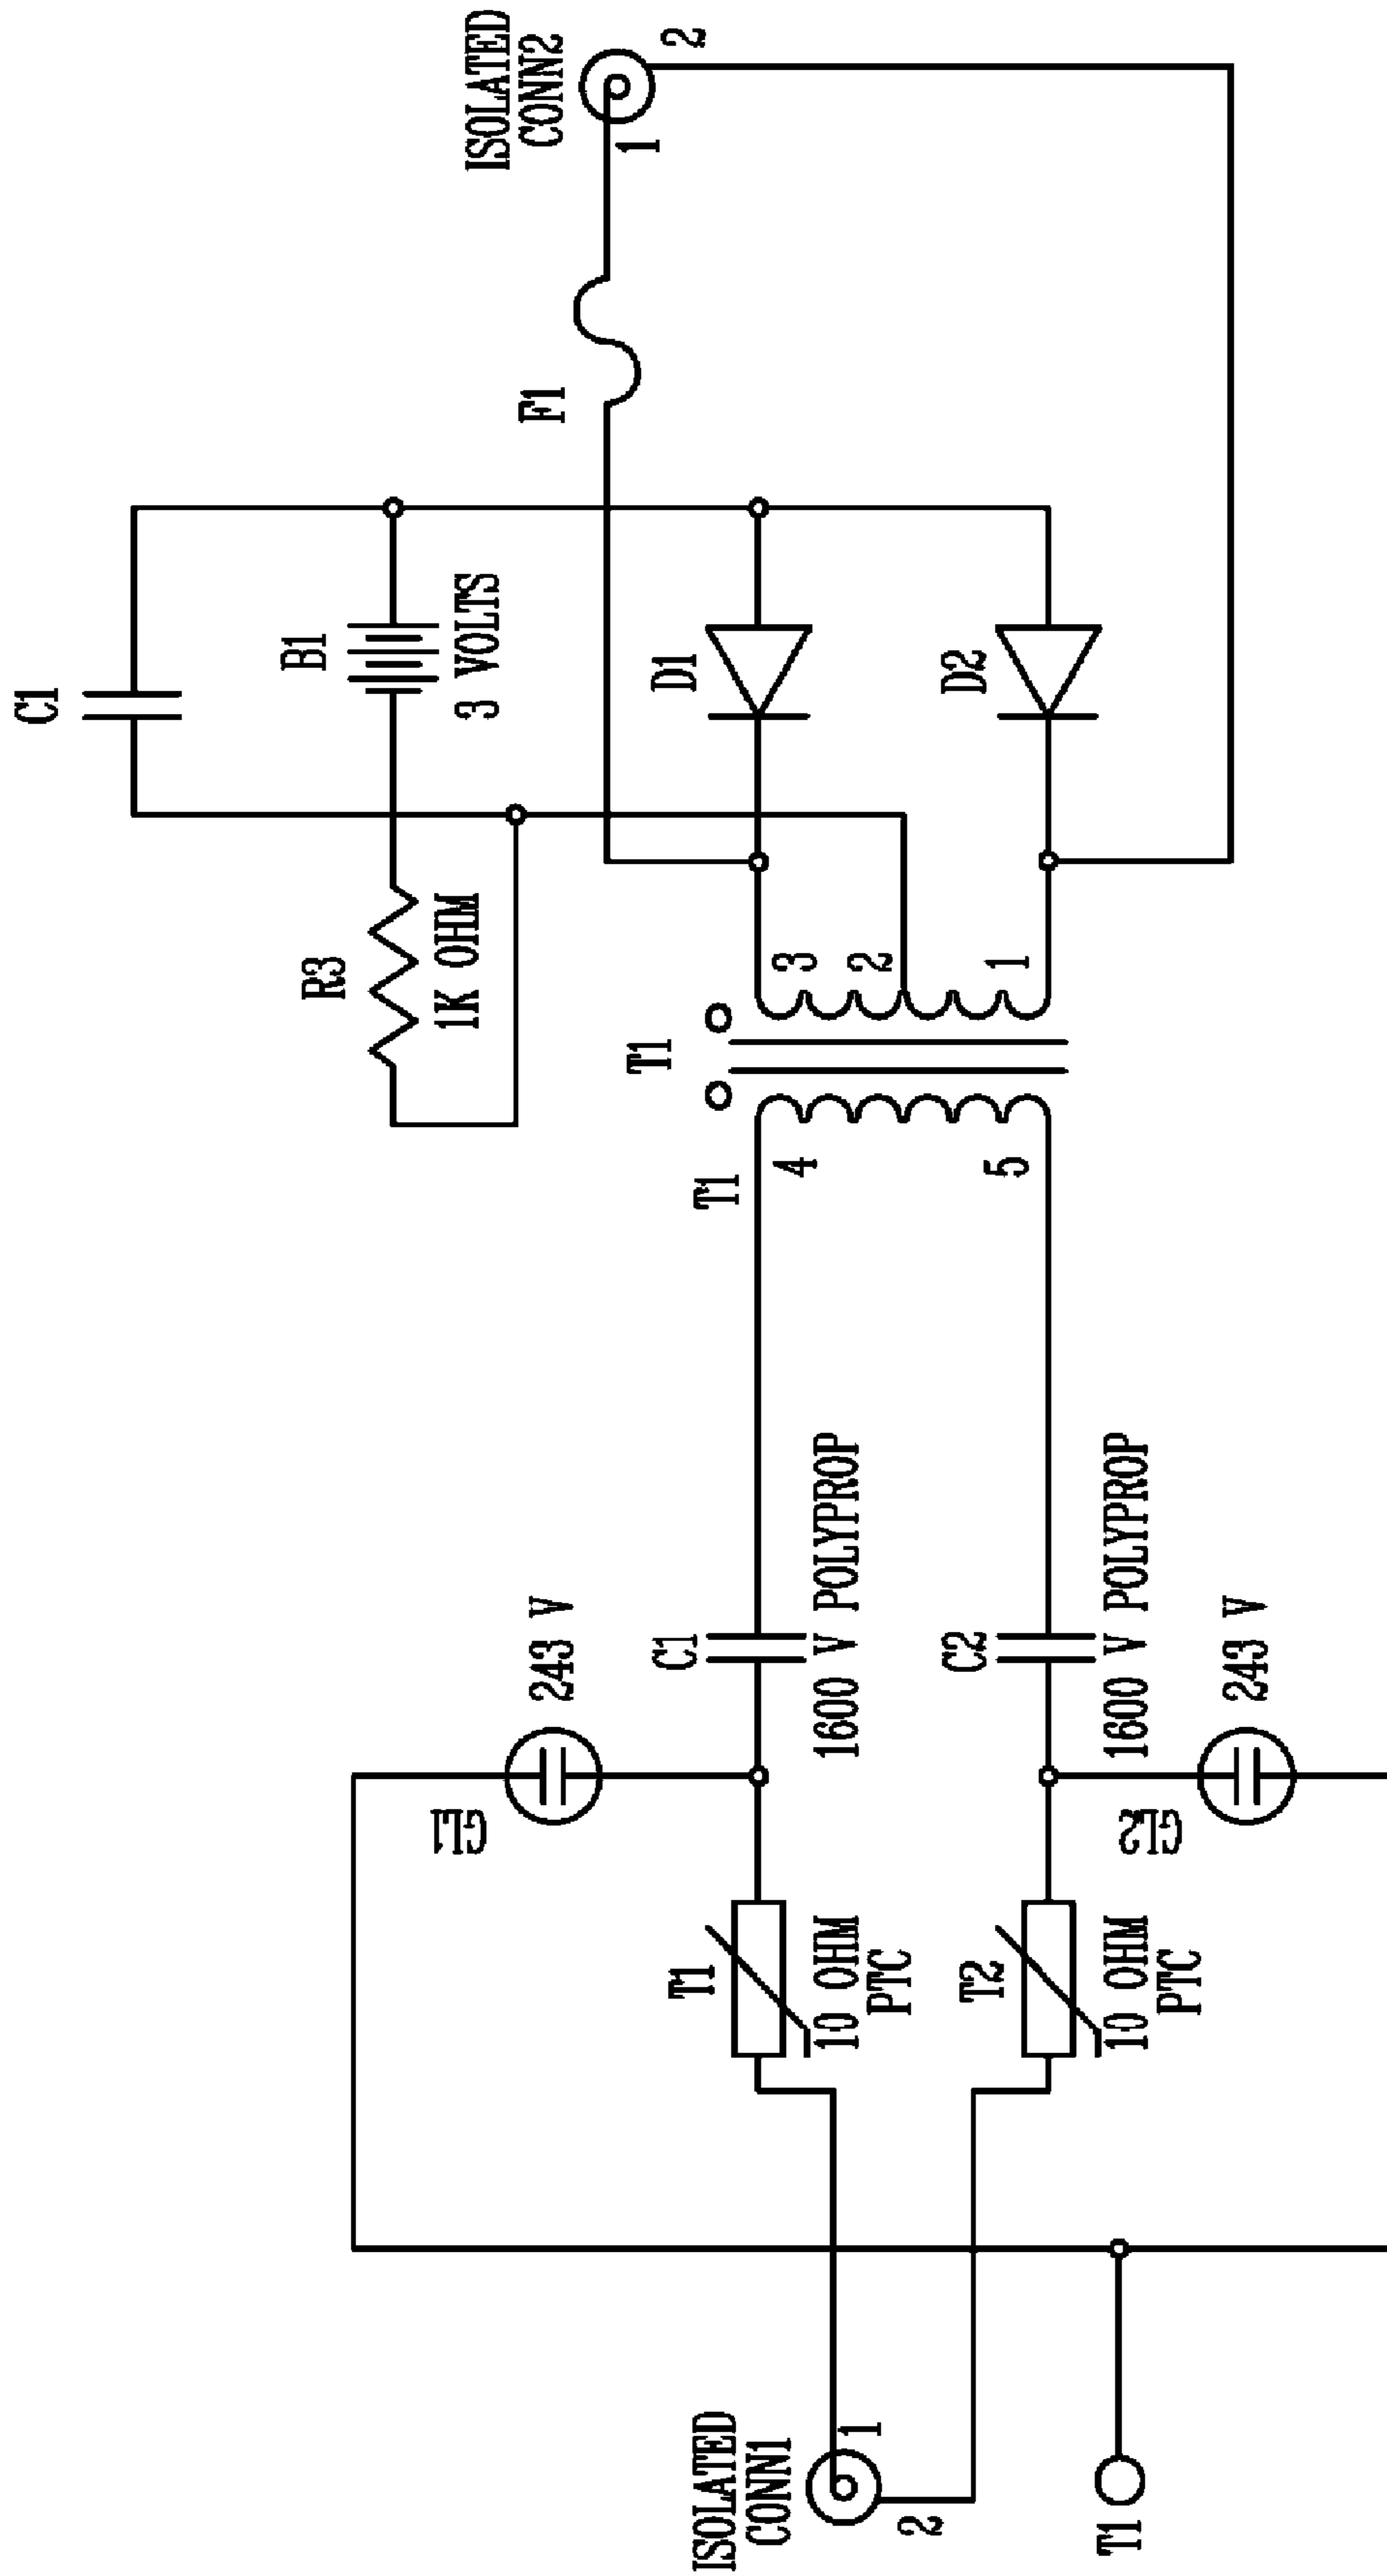 ISOLATED
CONN1
1
2
T1
T1
10 OHM
PTC
T2
10 OHM
PTC
GL1
243 V
GL2
243 V
C1
1600 V POLYPROP
C2
1600 V POLYPROP
T1
4
5
T1
3
2
1
R3
1K OHM
C1
B1
3 VOLTS
D1
D2
F1
ISOLATED
CONN2
1
2